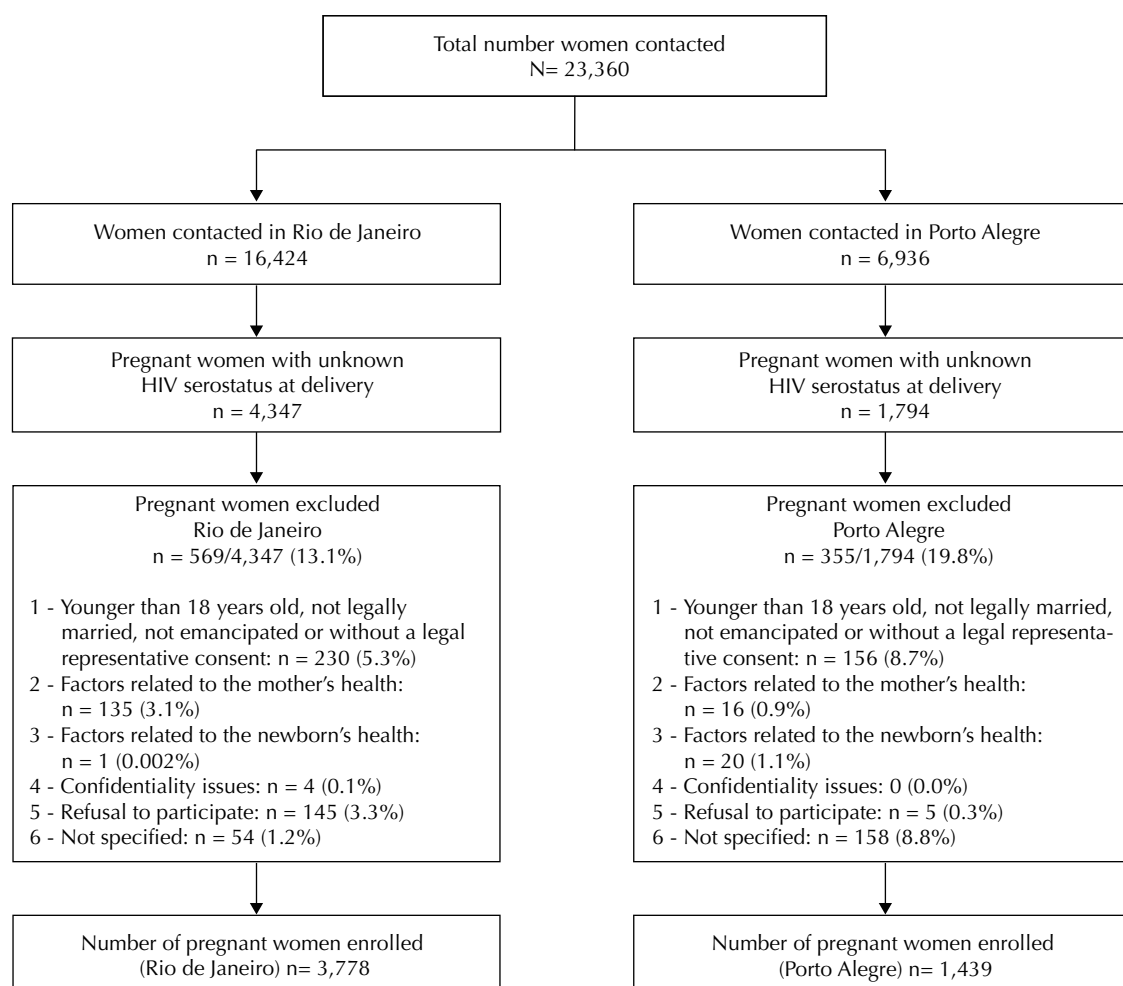 Total number women contacted
N= 23,360
Women contacted in Rio de Janeiro
n = 16,424
Women contacted in Porto Alegre
n = 6,936
Pregnant women with unknown
HIV serostatus at delivery
n = 4,347
Pregnant women with unknown
HIV serostatus at delivery
n = 1,794
Pregnant women excluded
Rio de Janeiro
n = 569/4,347 (13.1%)
1 - Younger than 18 years old, not legally
married, not emancipated or without a legal
representative consent: n = 230 (5.3%)
2 - Factors related to the mother's health:
n = 135 (3.1%)
3 - Factors related to the newborn's health:
n = 1 (0.002%)
4 - Confidentiality issues: n = 4 (0.1%)
5 - Refusal to participate: n = 145 (3.3%)
6 - Not specified: n = 54 (1.2%)
Pregnant women excluded
Porto Alegre
n = 355/1,794 (19.8%)
1 - Younger than 18 years old, not legally married,
not emancipated or without a legal representa-
tive consent: n = 156 (8.7%)
2 - Factors related to the mother's health:
n = 16 (0.9%)
3 - Factors related to the newborn's health:
n = 20 (1.1%)
4 - Confidentiality issues: 0 (0.0%)
5 - Refusal to participate: n = 5 (0.3%)
6 - Not specified: n = 158 (8.8%)
Number of pregnant women enrolled
(Rio de Janeiro) n= 3,778
Number of pregnant women enrolled
(Porto Alegre) n= 1,439